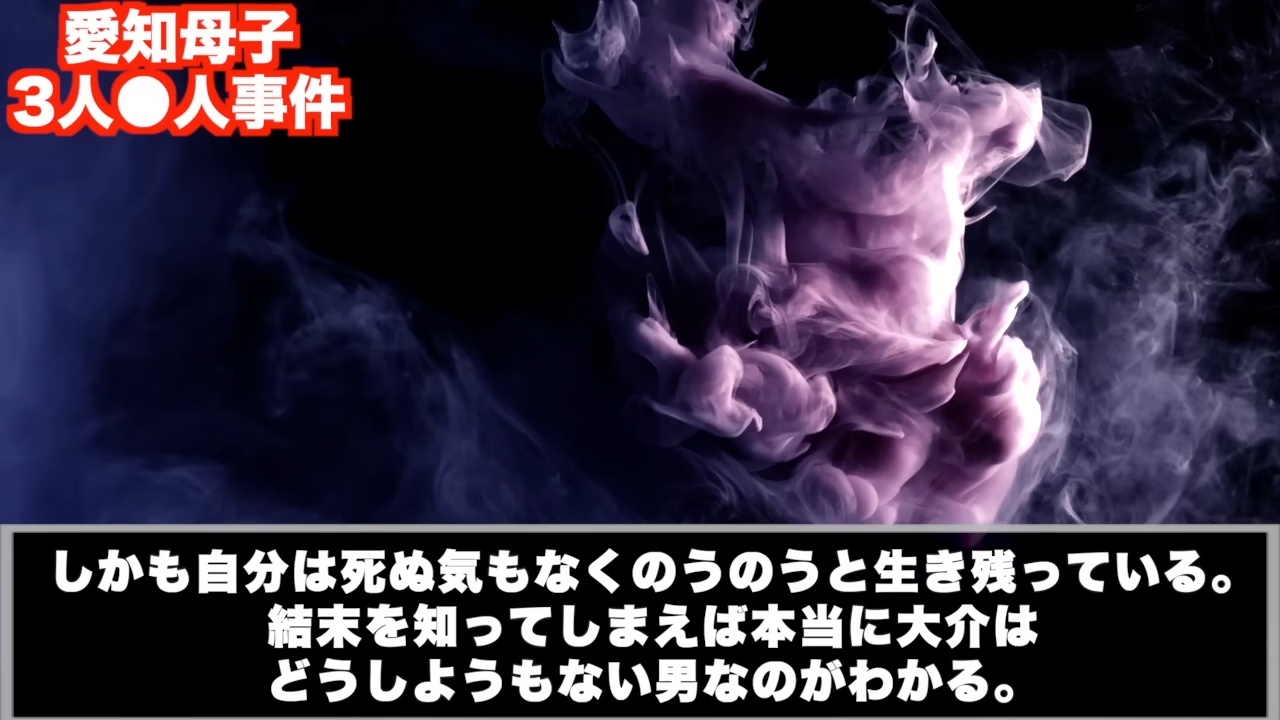 愛知母子
3人●人事件
しかも自分は死ぬ気もなくのうのうと生き残っている。
結末を知ってしまえば本当に大介は
どうしようもない男なのがわかる。